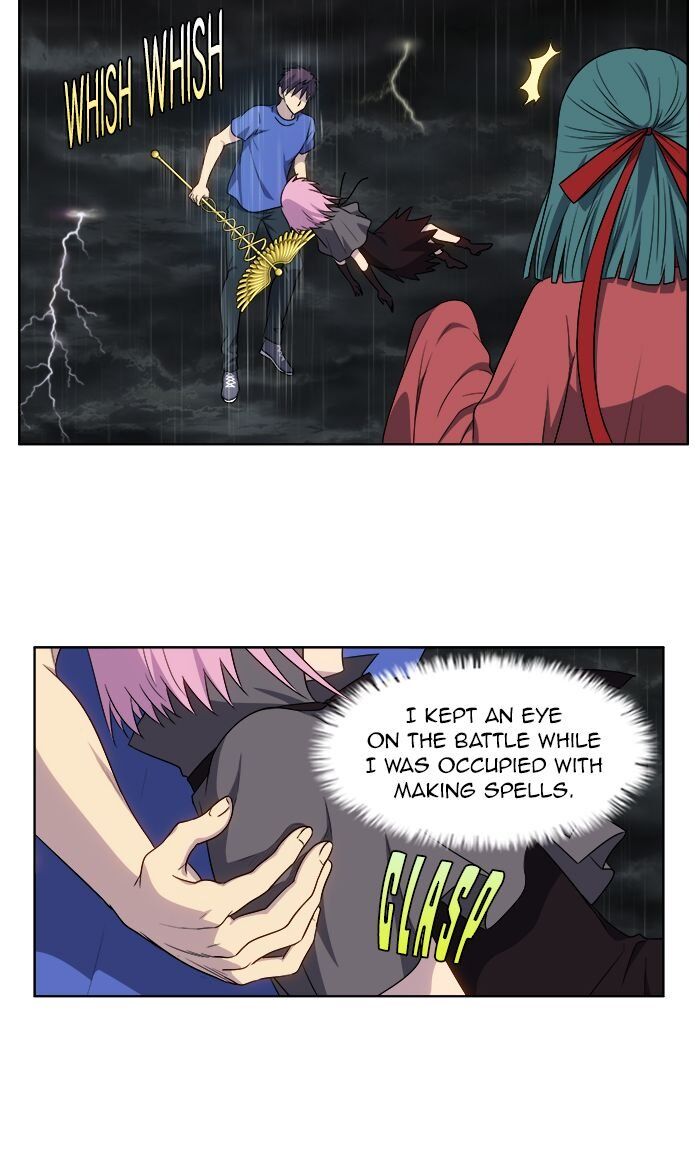 WHISH WHISH
I KEPT AN EYE
ON THE BATTLE WHILE
I WAS OCCUPIED WITH
MAKING SPELLS.
CLASP